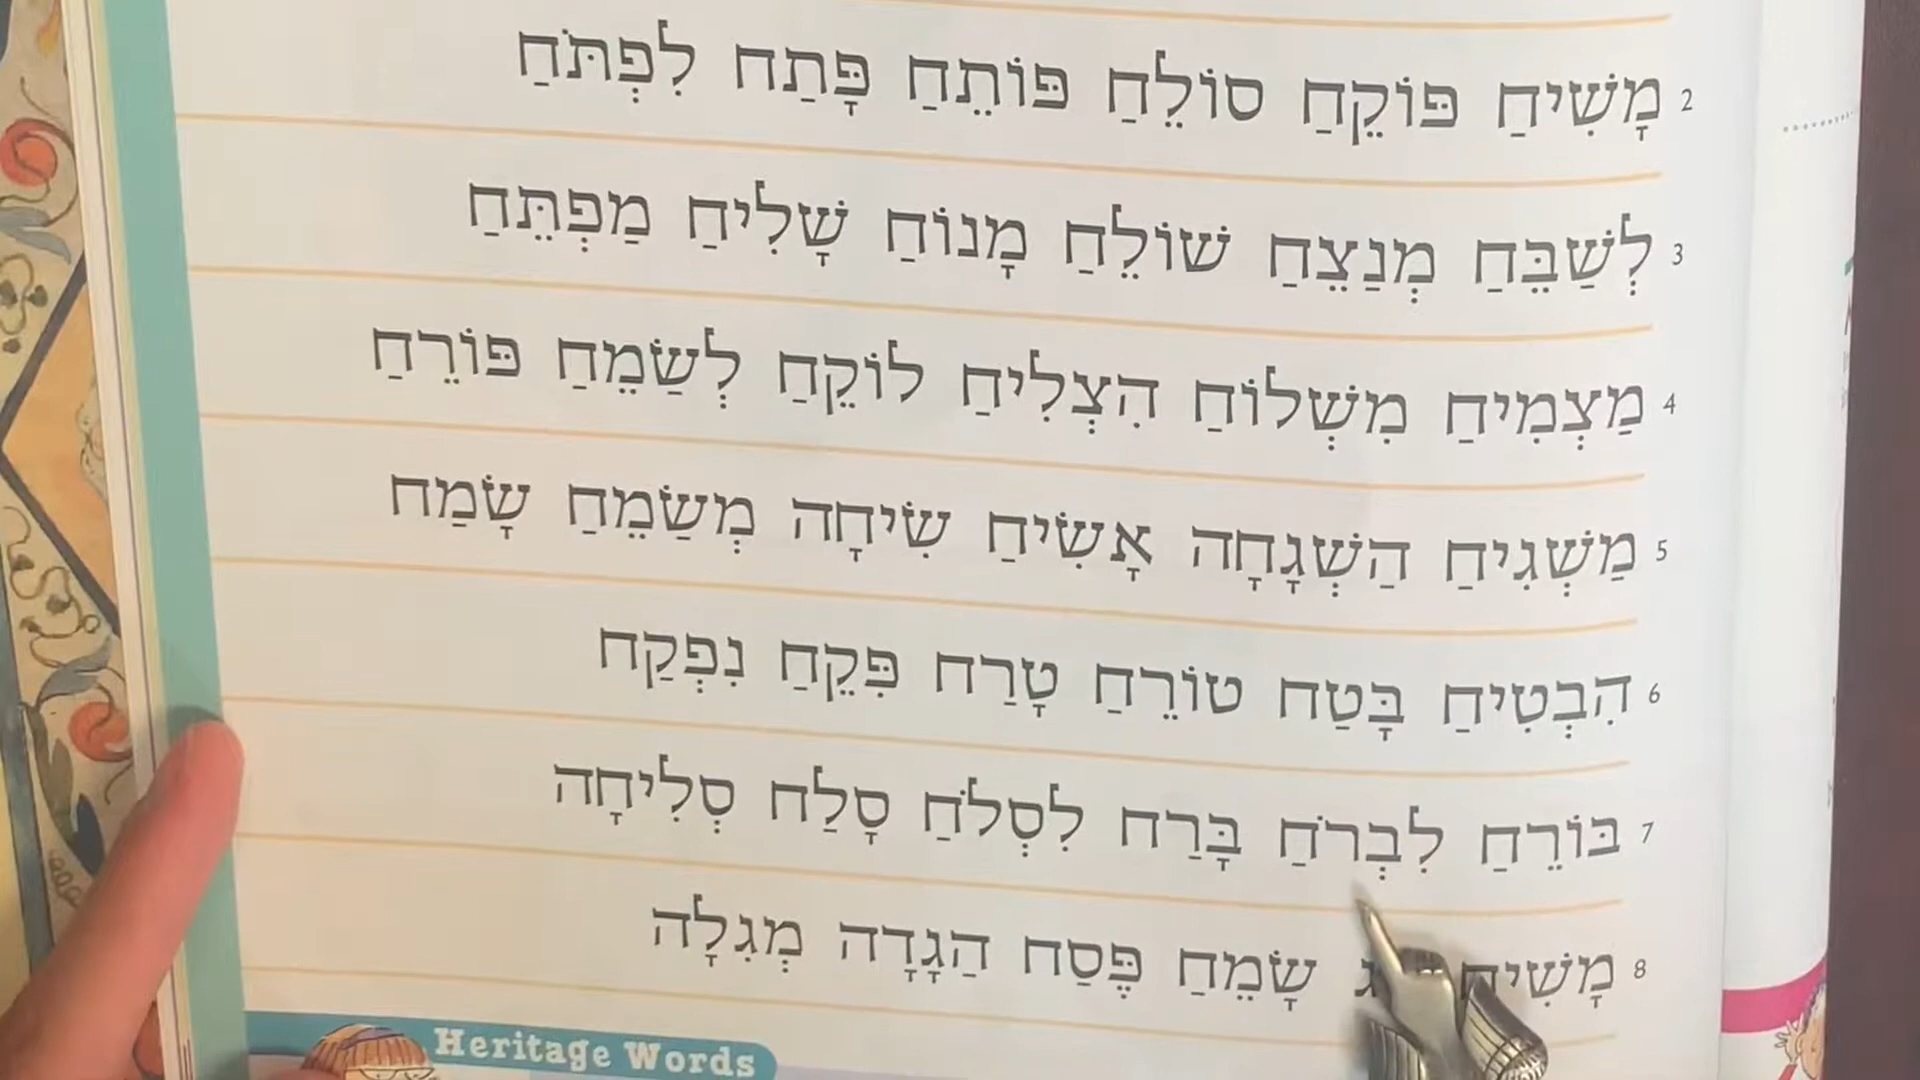 2 מָשִׁיחַ פּוֹקֵחַ סוֹלֵחַ פּוֹתֵחַ פָּתַח לִפְתֹּחַ
3 לְשַׁבֵּחַ מְנַצֵּחַ שׁוֹלֵחַ מָנוֹחַ שָׁלִיחַ מַפְתֵּחַ
4 מַצְמִיחַ מִשְׁלוֹחַ הִצְלִיחַ לוֹקֵחַ לְשַׂמֵּחַ פּוֹרֵחַ
5 מַשְׁגִּיחַ הַשְׁגָּחָה אָשִׂיחַ שִׂיחָה מְשַׂמֵּחַ שָׂמַח
6 הִבְטִיחַ בָּטַח טוֹרֵחַ טָרַח פִּקֵחַ נִפְקַח
7 בּוֹרֵחַ לִבְרֹחַ בָּרַח לִסְלֹחַ סָלַח סְלִיחָה
8 מָשִׁיחַ שָׂמֵחַ פֶּסַח הַגָּדָה מְגִלָּה
Heritage Words